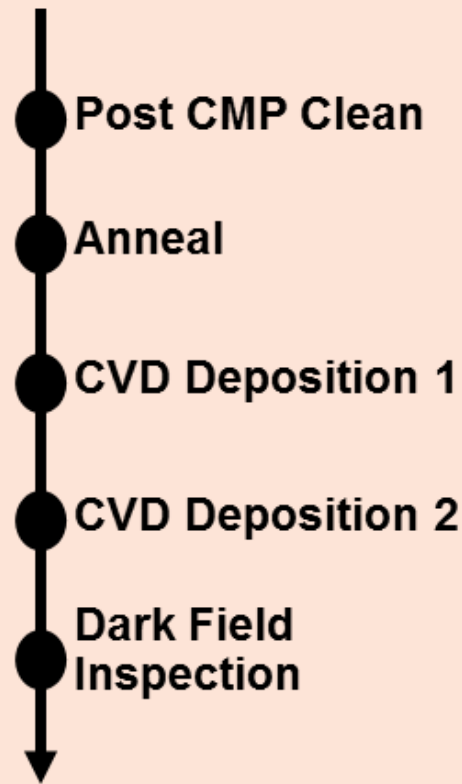 Post CMP Clean
Anneal
CVD Deposition 1
CVD Deposition 2
Dark Field
Inspection